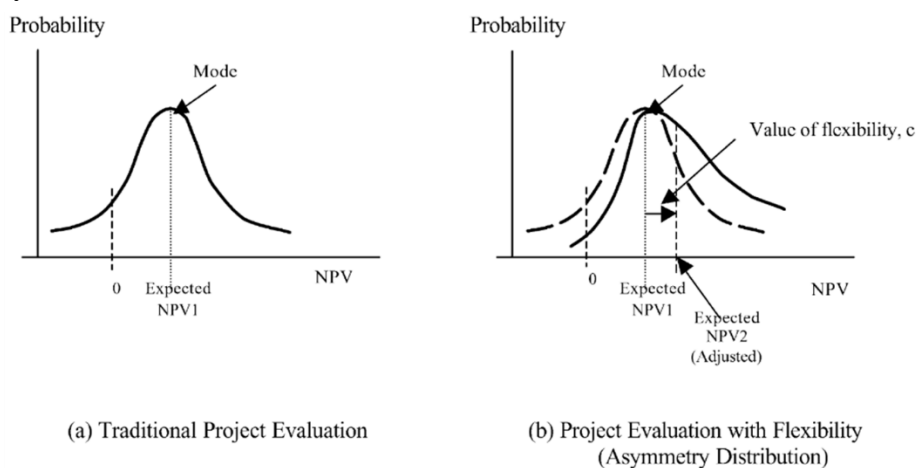 Probability
Mode
0
Expected
NPV1
NPV
(a) Traditional Project Evaluation
Probability
Mode
Value of flexibility, c
0
Expected
NPV1
NPV
Expected
NPV2
(Adjusted)
(b) Project Evaluation with Flexibility
(Asymmetry Distribution)